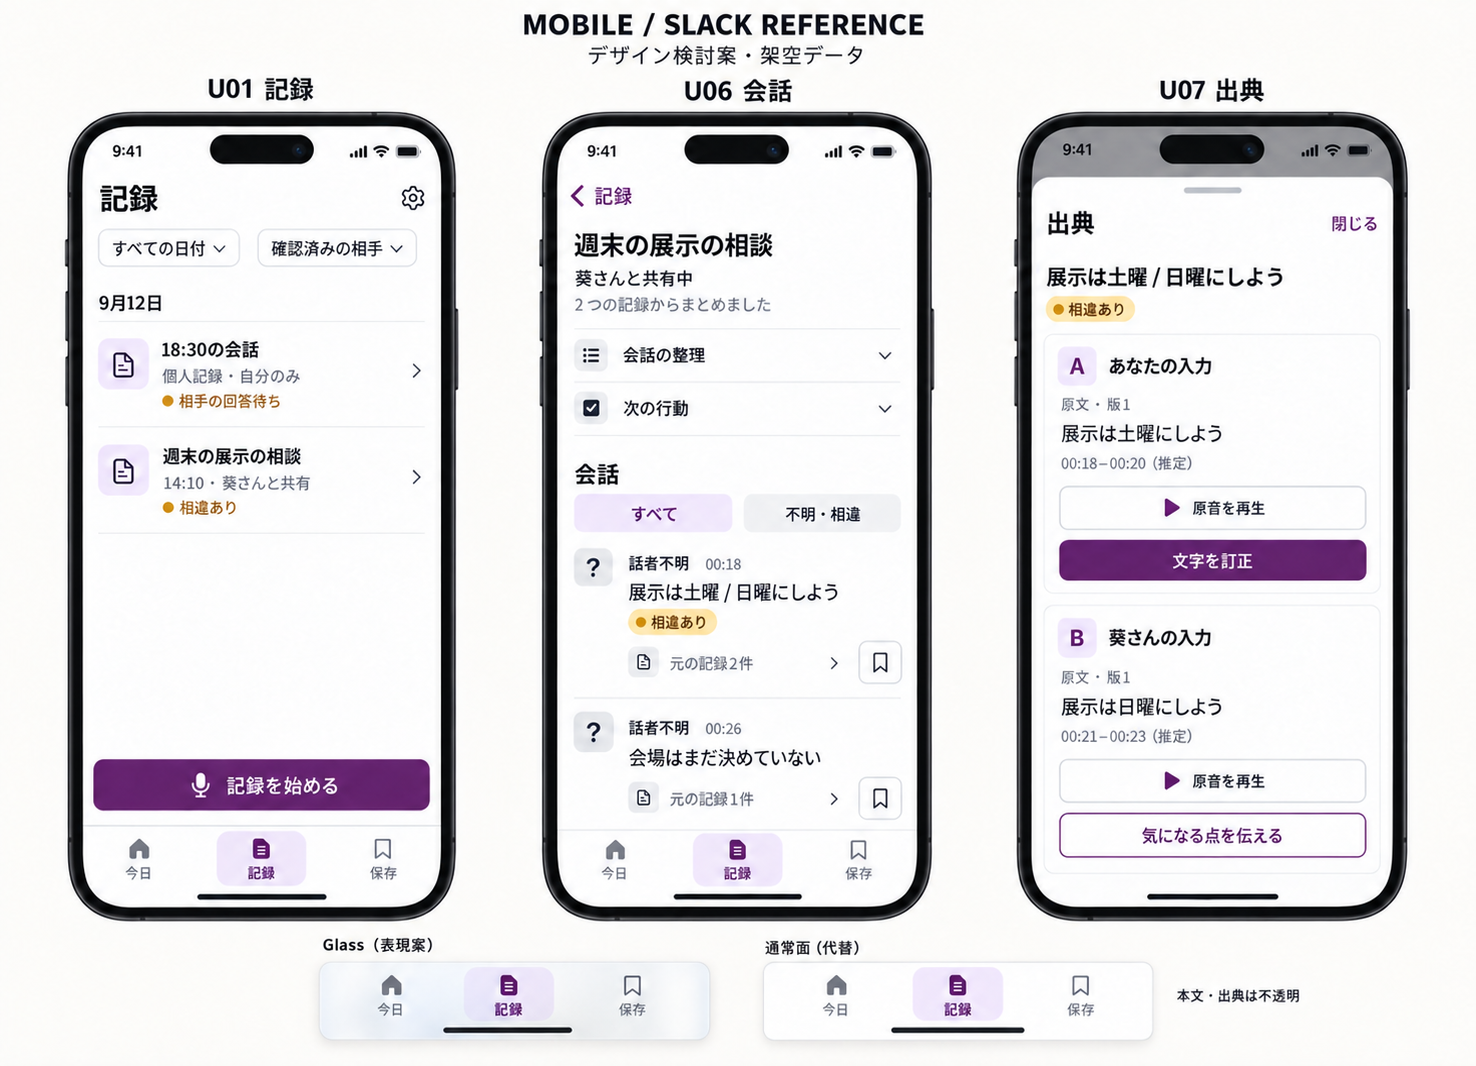 MOBILE / SLACK REFERENCE
デザイン検討案・架空データ
U01 記録
9:41
記録
すべての日付
確認済みの相手
9月12日
18:30の会話
個人記録・自分のみ
相手の回答待ち
週末の展示の相談
14:10・葵さんと共有
相違あり
記録を始める
今日
記録
保存
U06 会話
9:41
記録
週末の展示の相談
葵さんと共有中
2つの記録からまとめました
会話の整理
次の行動
会話
すべて
不明・相違
?
話者不明 00:18
展示は土曜 / 日曜にしよう
相違あり
元の記録2件
?
話者不明 00:26
会場はまだ決めていない
元の記録1件
今日
記録
保存
U07 出典
9:41
出典
閉じる
展示は土曜 / 日曜にしよう
相違あり
A あなたの入力
原文・版1
展示は土曜にしよう
00:18–00:20（推定）
原音を再生
文字を訂正
B 葵さんの入力
原文・版1
展示は日曜にしよう
00:21–00:23（推定）
原音を再生
気になる点を伝える
Glass（表現案）
今日
記録
保存
通常面（代替）
今日
記録
保存
本文・出典は不透明